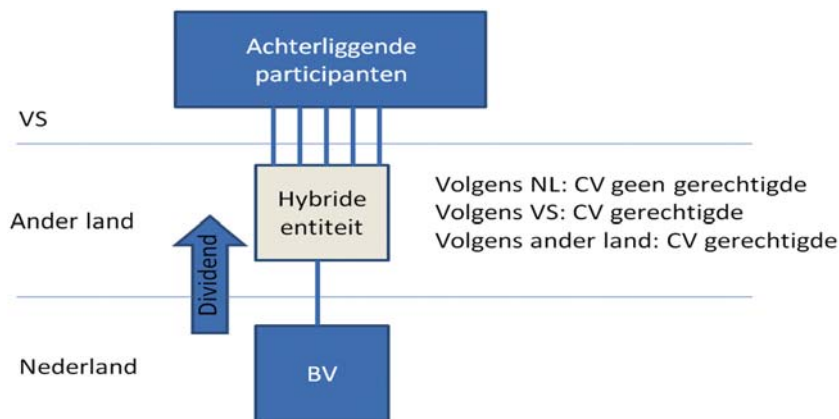 Achterliggende
participanten
VS
Hybride
entiteit
Volgens NL: CV geen gerechtigde
Volgens VS: CV gerechtigde
Volgens ander land: CV gerechtigde
Ander land
Dividend
Nederland
BV